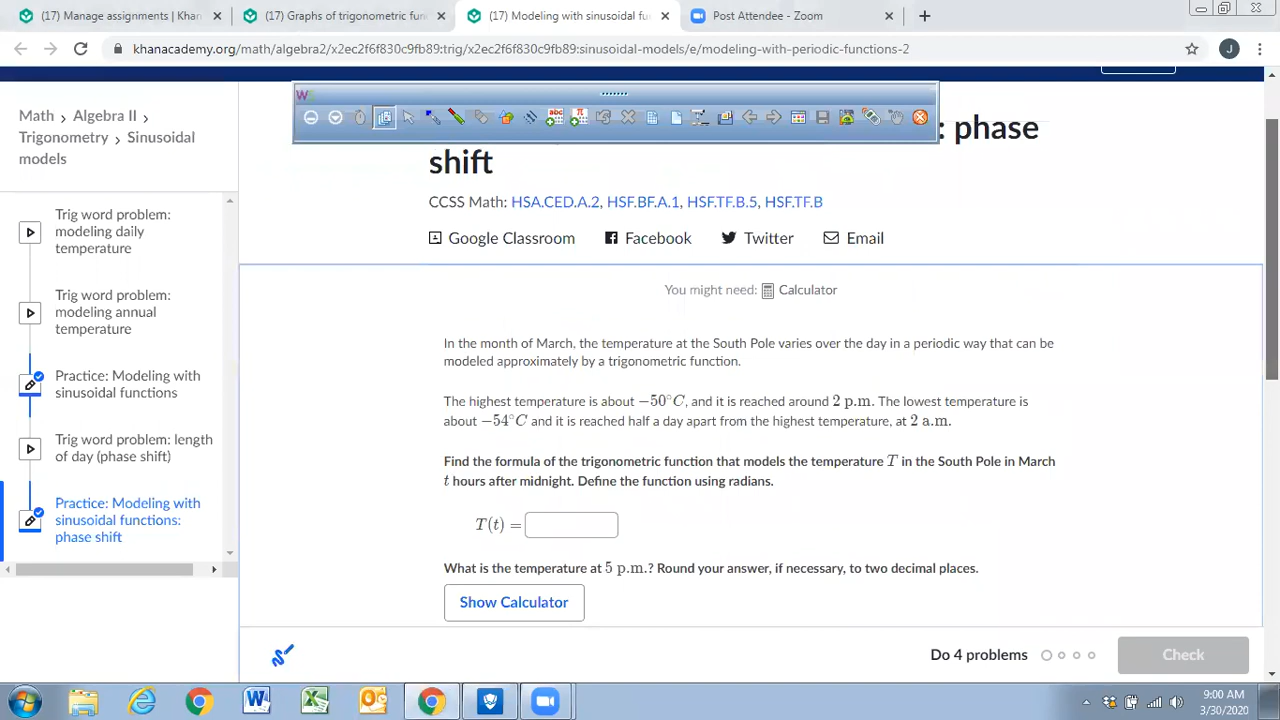 (17) Manage assignments | Khan
(17) Graphs of trigonometric fun
(17) Modeling with sinusoidal fu
Post Attendee - Zoom
khanacademy.org/math/algebra2/x2ec2f6f830c9fb89:trig/x2ec2f6f830c9fb89:sinusoidal-models/e/modeling-with-periodic-functions-2
J
Math > Algebra II >
Trigonometry > Sinusoidal
models
Trig word problem:
modeling daily
temperature
Trig word problem:
modeling annual
temperature
Practice: Modeling with
sinusoidal functions
Trig word problem: length
of day (phase shift)
Practice: Modeling with
sinusoidal functions:
phase shift
: phase
shift
CCSS Math: HSA.CED.A.2, HSF.BF.A.1, HSF.TF.B.5, HSF.TF.B
Google Classroom Facebook Twitter Email
You might need: Calculator
In the month of March, the temperature at the South Pole varies over the day in a periodic way that can be
modeled approximately by a trigonometric function.
The highest temperature is about −50°C, and it is reached around 2 p.m. The lowest temperature is
about −54°C and it is reached half a day apart from the highest temperature, at 2 a.m.
Find the formula of the trigonometric function that models the temperature T in the South Pole in March
t hours after midnight. Define the function using radians.
T(t) =
What is the temperature at 5 p.m.? Round your answer, if necessary, to two decimal places.
Show Calculator
Do 4 problems
Check
9:00 AM
3/30/2020